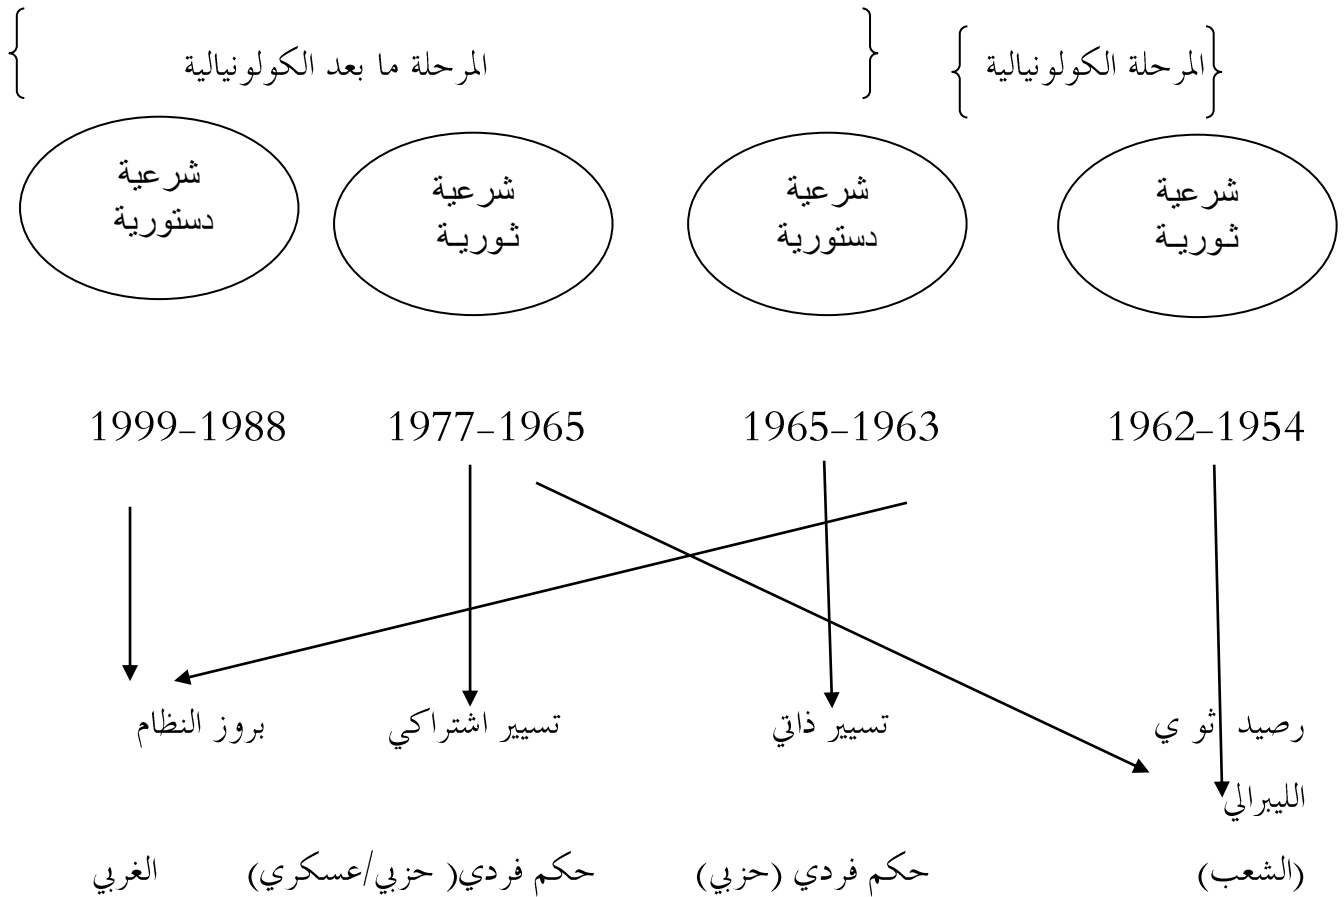 المرحلة الكولونيالية
المرحلة ما بعد الكولونيالية
شرعية
ثورية
شرعية
دستورية
شرعية
ثورية
شرعية
دستورية
1962-1954
1965-1963
1977-1965
1999-1988
رصيد ثو ي
تسيير ذاتي
تسيير اشتراكي
بروز النظام
الليبرالي
(الشعب)
حكم فردي (حزبي)
حكم فردي( حزبي/عسكري)
الغربي